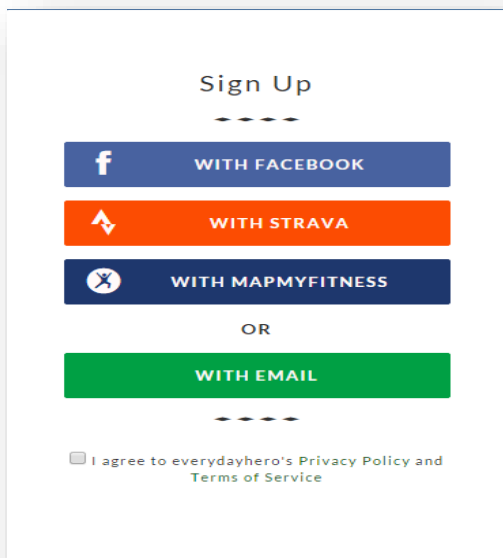 Sign Up
WITH FACEBOOK
WITH STRAVA
WITH MAPMYFITNESS
OR
WITH EMAIL
I agree to everydayhero's Privacy Policy and
Terms of Service